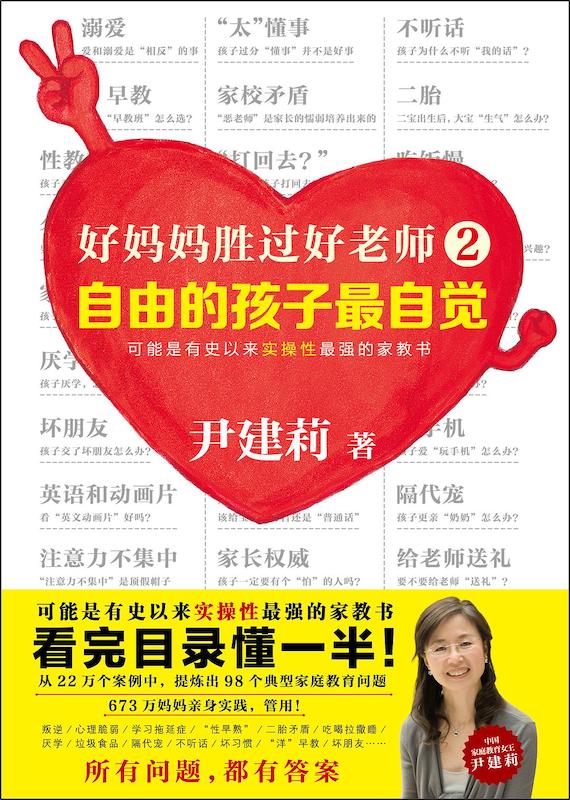 溺爱
爱和溺爱是“相反”的事
“太”懂事
孩子过分“懂事”并不是好事
不听话
孩子为什么不听“我的话”?
早教
“早教班”怎么选?
家校矛盾
“恶老师”是家长的懦弱培养出来的
二胎
二宝出生后,大宝“生气”怎么办?
性教
“打回去?”
吃饭慢
好妈妈胜过好老师 2
自由的孩子最自觉
可能是有史以来实操性最强的家教书
尹建莉 著
厌学
孩子厌学,
坏朋友
孩子交了坏朋友怎么办?
手机
子爱“玩手机”怎么办?
英语和动画片
看“英文动画片”好吗?
该给
还是“普通话”
隔代宠
孩子更亲“奶奶”怎么办?
注意力不集中
“注意力不集中”是顶假帽子
家长权威
孩子一定要有个“怕”的人吗?
给老师送礼
要不要给老师“送礼”?
可能是有史以来实操性最强的家教书
看完目录懂一半!
从 22 万个案例中,提炼出 98 个典型家庭教育问题
673 万妈妈亲身实践,管用!
叛逆 / 心理脆弱 / 学习拖延症 / “性早熟” / 二胎矛盾 / 吃喝拉撒睡 /
厌学 / 垃圾食品 / 隔代宠 / 不听话 / 坏习惯 / “洋”早教 / 坏朋友……
所有问题,都有答案
中国
家庭教育女王
尹建莉